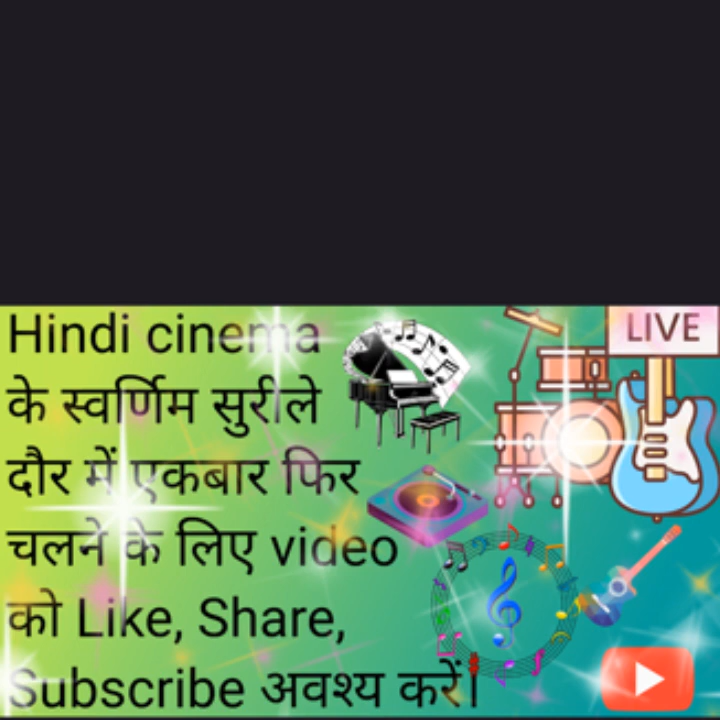 Hindi cinema
के स्वर्णिम सुरीले
दौर में एकबार फिर
चलने के लिए video
को Like, Share,
Subscribe अवश्य करें।
LIVE